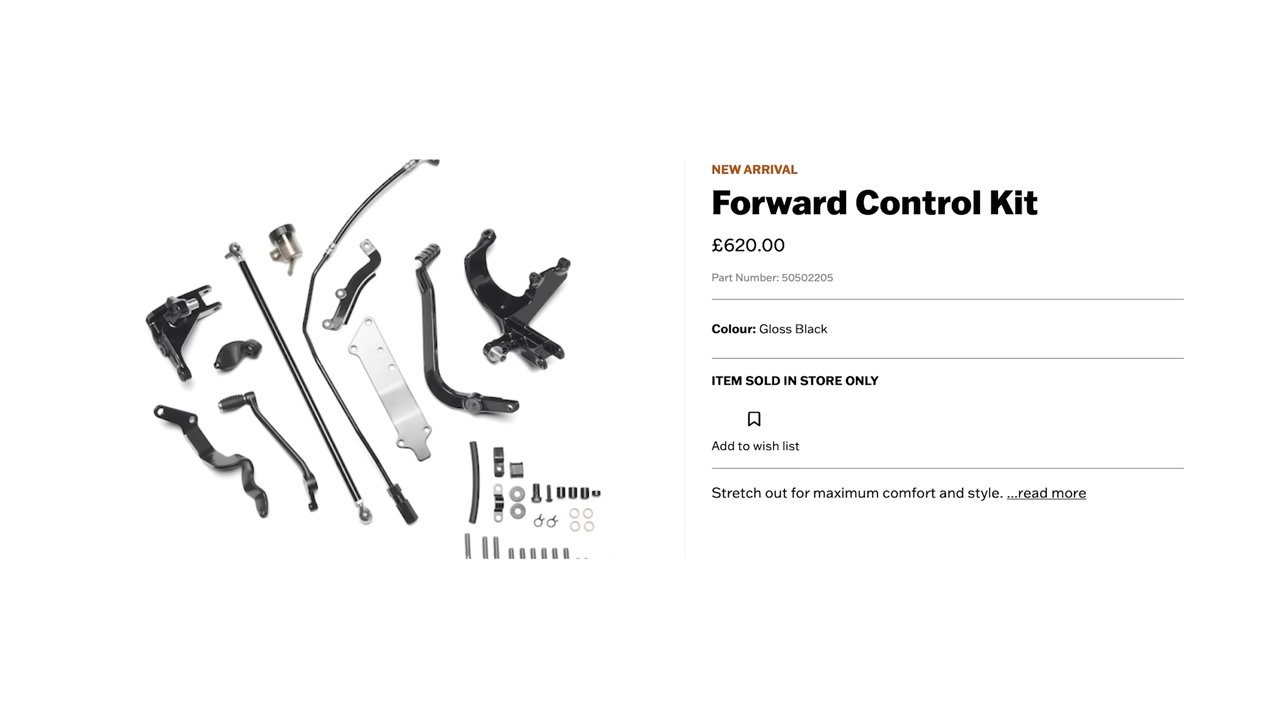 NEW ARRIVAL
Forward Control Kit
£620.00
Part Number: 50502205
Colour: Gloss Black
ITEM SOLD IN STORE ONLY
Add to wish list
Stretch out for maximum comfort and style. ...read more